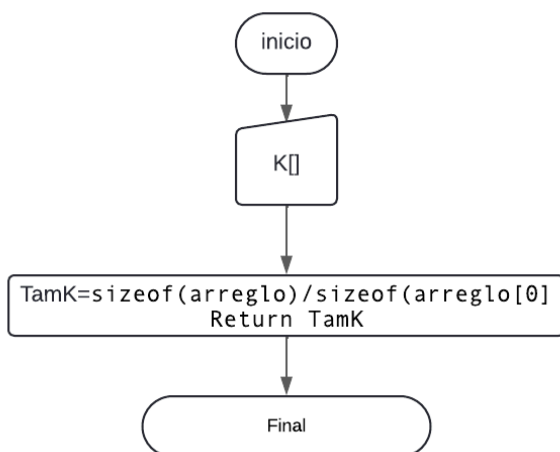 inicio
K[]
TamK=sizeof(arreglo)/sizeof(arreglo[0]
Return TamK
Final